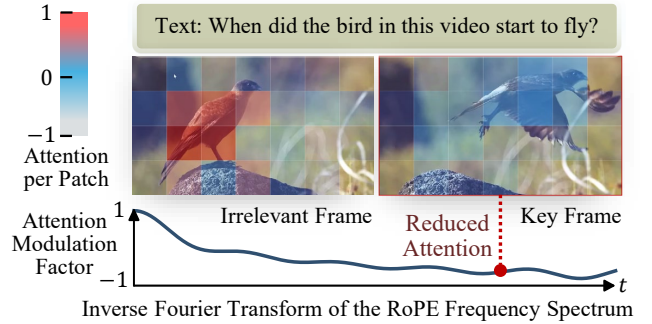 Text: When did the bird in this video start to fly?
1
0
−1
Attention
per Patch
Irrelevant Frame
Key Frame
Reduced
Attention
Attention
Modulation
Factor
1
−1
t
Inverse Fourier Transform of the RoPE Frequency Spectrum